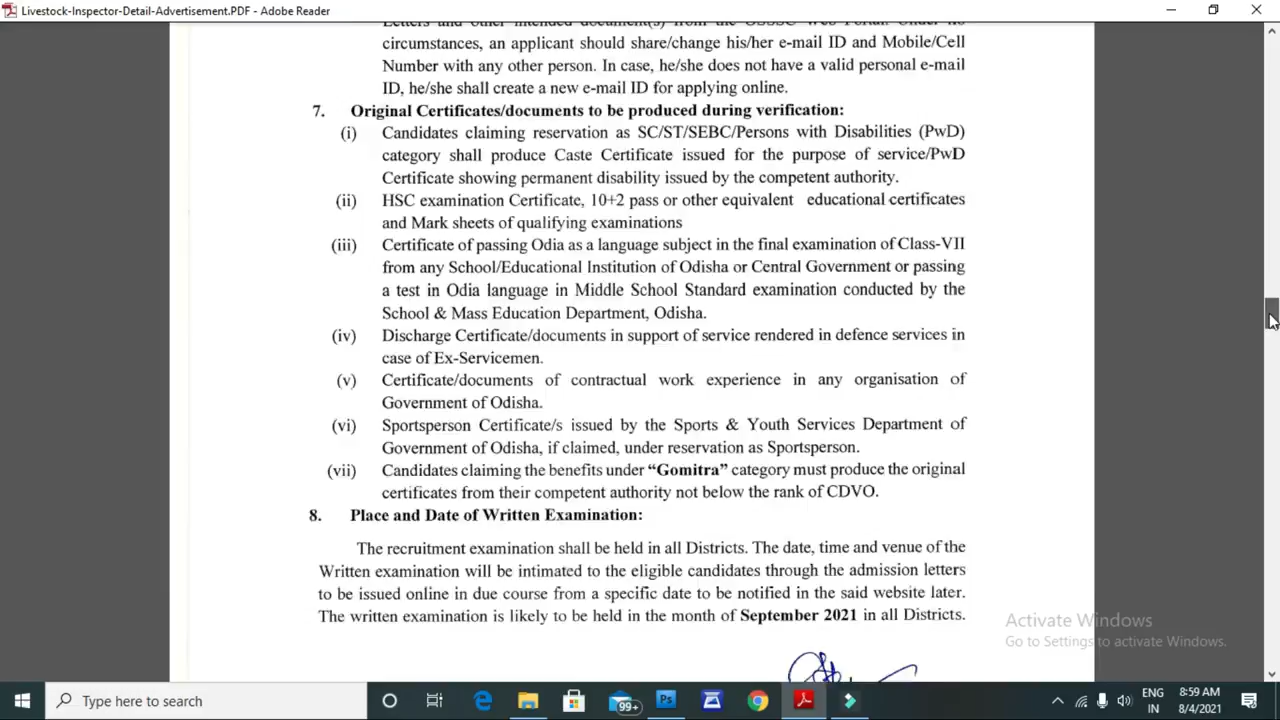 Livestock-Inspector-Detail-Advertisement.PDF - Adobe Reader
Letters and other intended document(s) from the OSSSC Web Portal. Under no
circumstances, an applicant should share/change his/her e-mail ID and Mobile/Cell
Number with any other person. In case, he/she does not have a valid personal e-mail
ID, he/she shall create a new e-mail ID for applying online.
7. Original Certificates/documents to be produced during verification:
(i) Candidates claiming reservation as SC/ST/SEBC/Persons with Disabilities (PwD)
category shall produce Caste Certificate issued for the purpose of service/PwD
Certificate showing permanent disability issued by the competent authority.
(ii) HSC examination Certificate, 10+2 pass or other equivalent educational certificates
and Mark sheets of qualifying examinations
(iii) Certificate of passing Odia as a language subject in the final examination of Class-VII
from any School/Educational Institution of Odisha or Central Government or passing
a test in Odia language in Middle School Standard examination conducted by the
School & Mass Education Department, Odisha.
(iv) Discharge Certificate/documents in support of service rendered in defence services in
case of Ex-Servicemen.
(v) Certificate/documents of contractual work experience in any organisation of
Government of Odisha.
(vi) Sportsperson Certificate/s issued by the Sports & Youth Services Department of
Government of Odisha, if claimed, under reservation as Sportsperson.
(vii) Candidates claiming the benefits under “Gomitra” category must produce the original
certificates from their competent authority not below the rank of CDVO.
8. Place and Date of Written Examination:
The recruitment examination shall be held in all Districts. The date, time and venue of the
Written examination will be intimated to the eligible candidates through the admission letters
to be issued online in due course from a specific date to be notified in the said website later.
The written examination is likely to be held in the month of September 2021 in all Districts.
Activate Windows
Go to Settings to activate Windows.
Type here to search
99+
Ps
ENG
IN
8:59 AM
8/4/2021